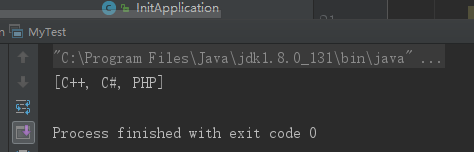 InitApplication
MyTest
"C:\Program Files\Java\jdk1.8.0_131\bin\java" ...
[C++, C#, PHP]
Process finished with exit code 0